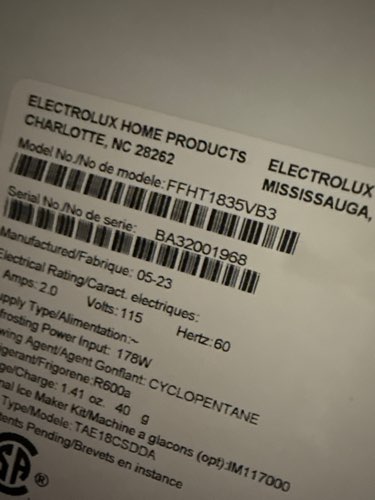 ELECTROLUX HOME PRODUCTS
CHARLOTTE, NC 28262
ELECTROLUX
MISSISSAUGA,
Model No./No de modele: FFHT1835VB3
Serial No./No de série: BA32001968
Manufactured/Fabrique: 05-23
Electrical Rating/Caract. electriques:
Amps: 2.0 Volts: 115 Hertz: 60
upply Type/Alimentation:~
frosting Power Input: 178W
wing Agent/Agent Gonflant: CYCLOPENTANE
igerant/Frigorene: R600a
ge/Charge: 1.41 oz. 40 g
nal Ice Maker Kit/Machine a glacons (opt):IM117000
Type/Modele: TAE18CSDDA
tents Pending/Brevets en instance
SA ®